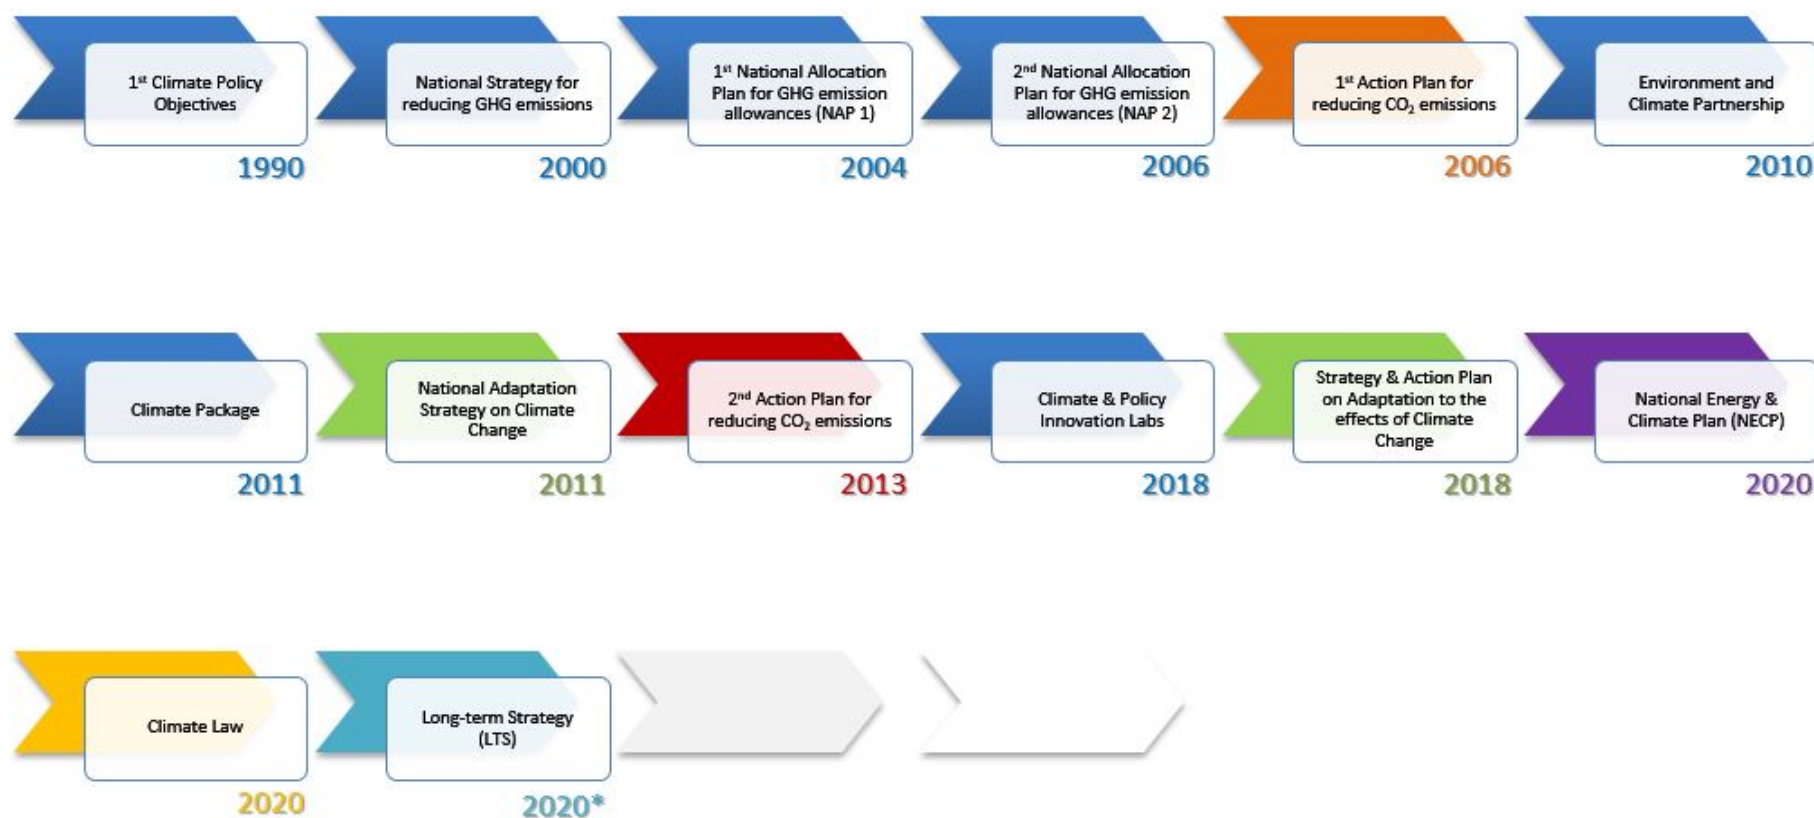 1st Climate Policy
Objectives
1990
National Strategy for
reducing GHG emissions
2000
1st National Allocation
Plan for GHG emission
allowances (NAP 1)
2004
2nd National Allocation
Plan for GHG emission
allowances (NAP 2)
2006
1st Action Plan for
reducing CO₂ emissions
2006
Environment and
Climate Partnership
2010
Climate Package
2011
National Adaptation
Strategy on Climate
Change
2011
2nd Action Plan for
reducing CO₂ emissions
2013
Climate & Policy
Innovation Labs
2018
Strategy & Action Plan
on Adaptation to the
effects of Climate
Change
2018
National Energy &
Climate Plan (NECP)
2020
Climate Law
2020
Long-term Strategy
(LTS)
2020*